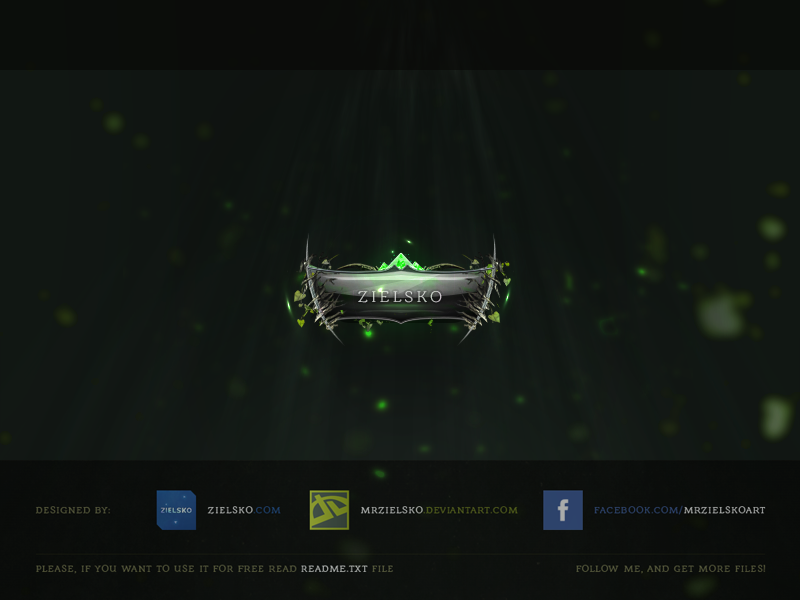 ZIELSKO
DESIGNED BY:
ZIELSKO
ZIELSKO.COM
MRZIELSKO.DEVIANTART.COM
f
FACEBOOK.COM/MRZIELSKOART
PLEASE, IF YOU WANT TO USE IT FOR FREE READ README.TXT FILE
FOLLOW ME, AND GET MORE FILES!